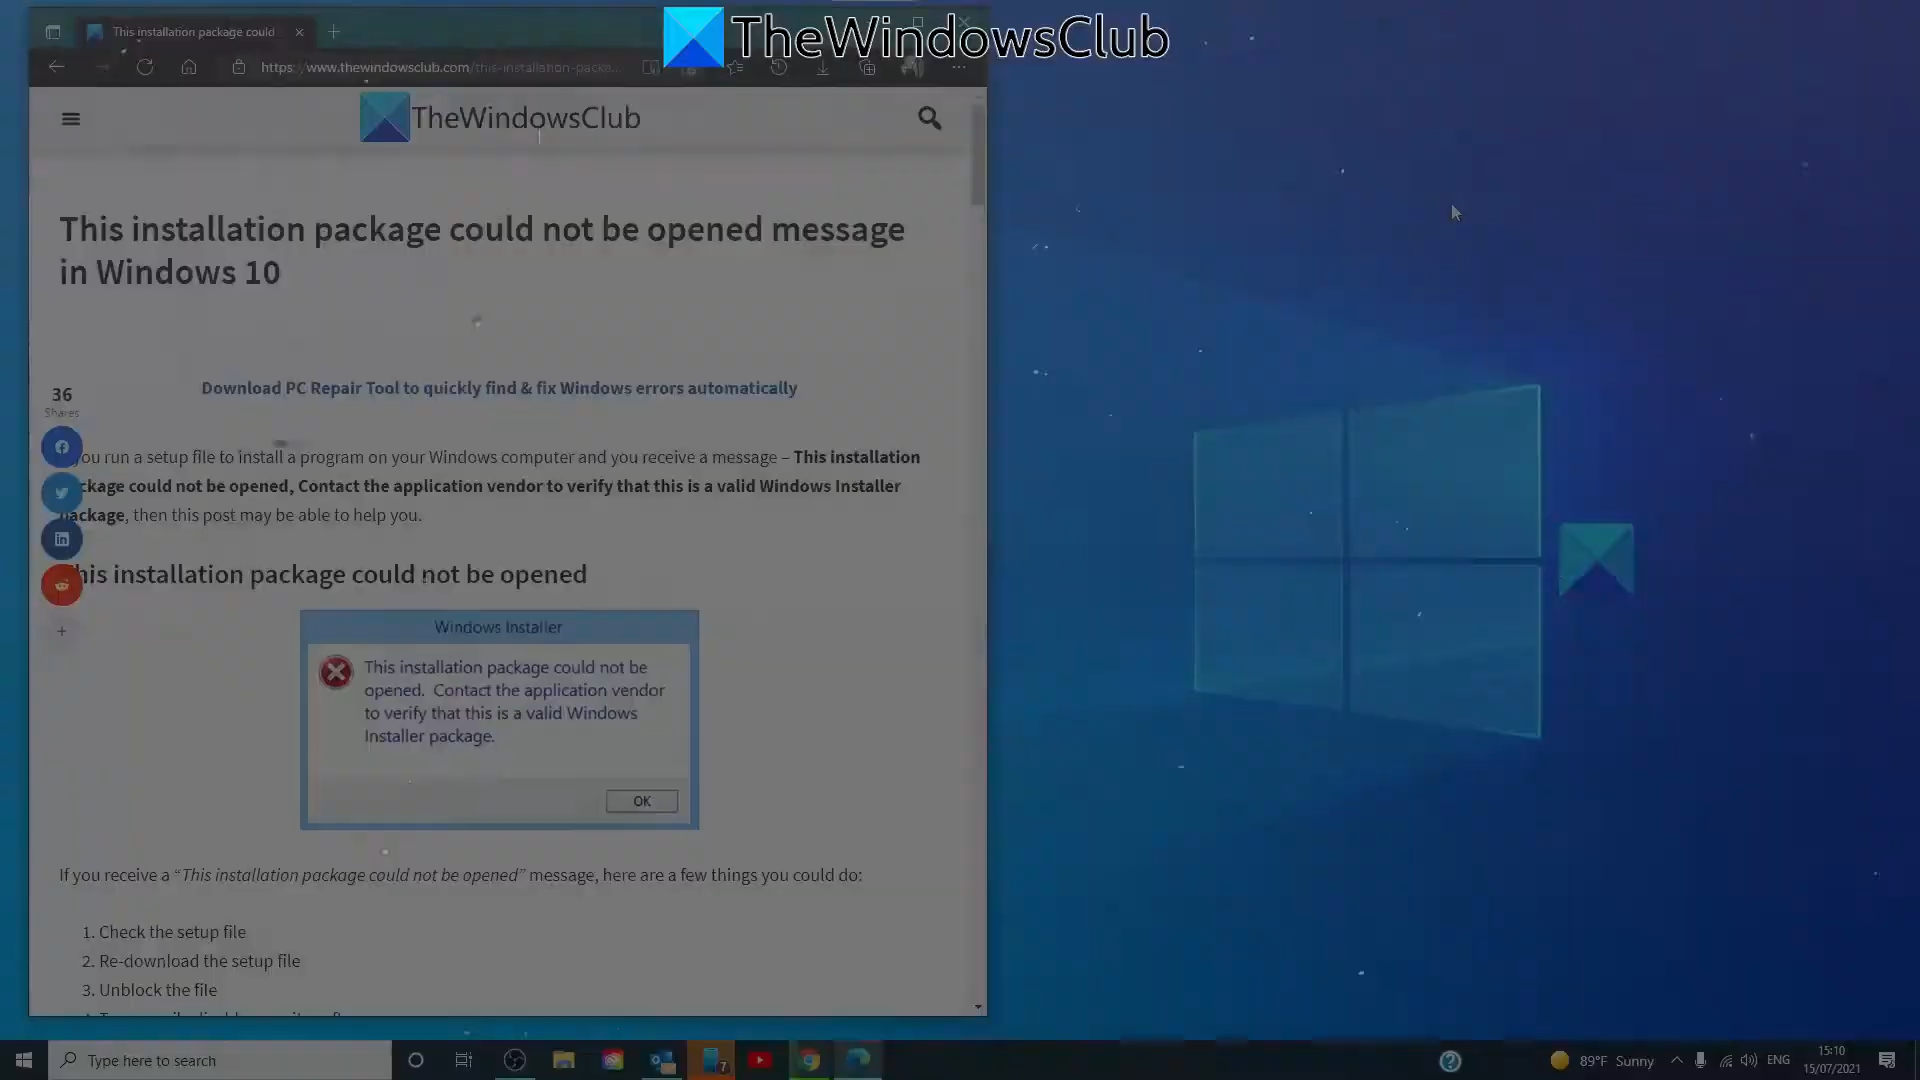 This installation package could
TheWindowsClub
https://www.thewindowsclub.com/this-installation-packa...
TheWindowsClub
This installation package could not be opened message
in Windows 10
Download PC Repair Tool to quickly find & fix Windows errors automatically
36
Shares
you run a setup file to install a program on your Windows computer and you receive a message – This installation
package could not be opened, Contact the application vendor to verify that this is a valid Windows Installer
package, then this post may be able to help you.
This installation package could not be opened
Windows Installer
This installation package could not be
opened. Contact the application vendor
to verify that this is a valid Windows
Installer package.
OK
If you receive a “This installation package could not be opened” message, here are a few things you could do:
1. Check the setup file
2. Re-download the setup file
3. Unblock the file
Type here to search
7
89°F Sunny
ENG
15:10
15/07/2021